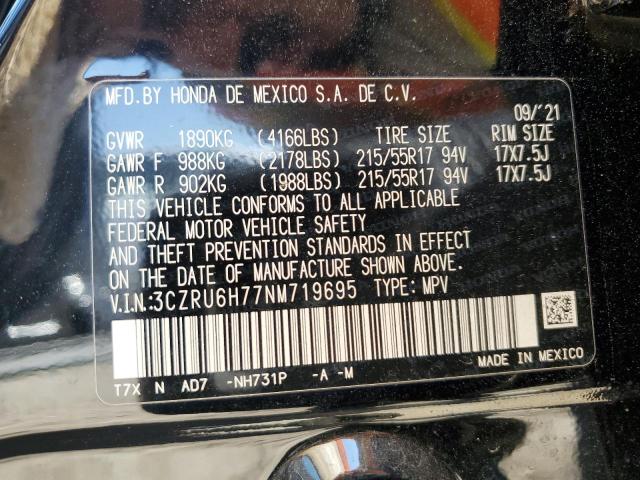 MFD.BY HONDA DE MEXICO S.A. DE C.V.
09/'21
GVWR 1890KG (4166LBS) TIRE SIZE RIM SIZE
GAWR F 988KG (2178LBS) 215/55R17 94V 17X7.5J
GAWR R 902KG (1988LBS) 215/55R17 94V 17X7.5J
THIS VEHICLE CONFORMS TO ALL APPLICABLE
FEDERAL MOTOR VEHICLE SAFETY
AND THEFT PREVENTION STANDARDS IN EFFECT
ON THE DATE OF MANUFACTURE SHOWN ABOVE.
V.I.N.:3CZRU6H77NM719695 TYPE: MPV
MADE IN MEXICO
T7X N AD7 -NH731P -A -M